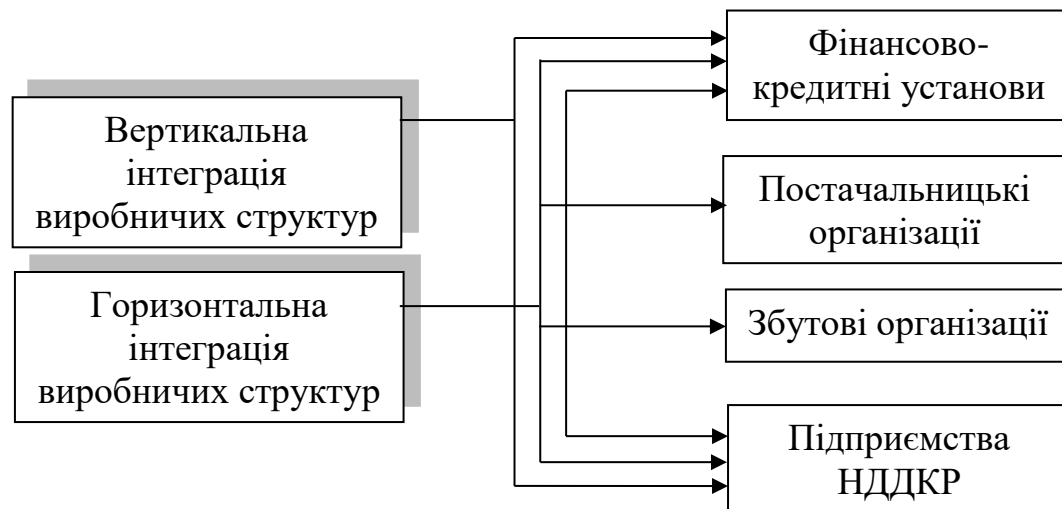 Вертикальна
інтеграція
виробничих структур
Горизонтальна
інтеграція
виробничих структур
Фінансово-
кредитні установи
Постачальницькі
організації
Збутові організації
Підприємства
НДДКР